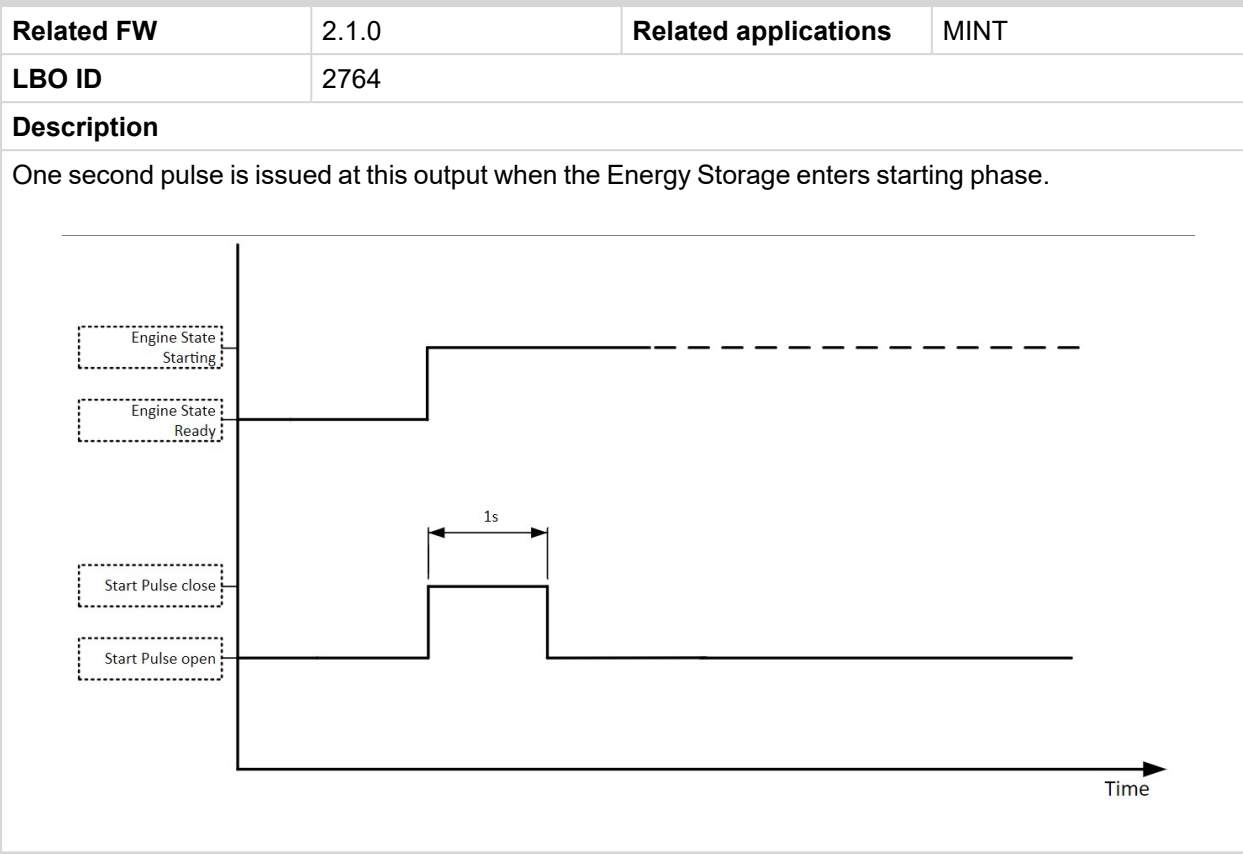 Related FW 2.1.0 Related applications MINT
LBO ID 2764
Description
One second pulse is issued at this output when the Energy Storage enters starting phase.
Engine State
Starting
Engine State
Ready
1s
Start Pulse close
Start Pulse open
Time